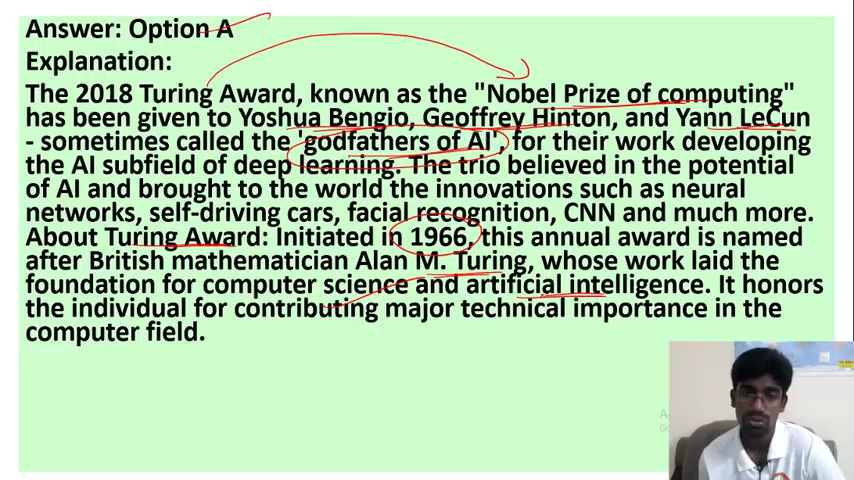 Answer: Option A
Explanation:
The 2018 Turing Award, known as the "Nobel Prize of computing"
has been given to Yoshua Bengio, Geoffrey Hinton, and Yann LeCun
- sometimes called the 'godfathers of AI', for their work developing
the AI subfield of deep learning. The trio believed in the potential
of AI and brought to the world the innovations such as neural
networks, self-driving cars, facial recognition, CNN and much more.
About Turing Award: Initiated in 1966, this annual award is named
after British mathematician Alan M. Turing, whose work laid the
foundation for computer science and artificial intelligence. It honors
the individual for contributing major technical importance in the
computer field.